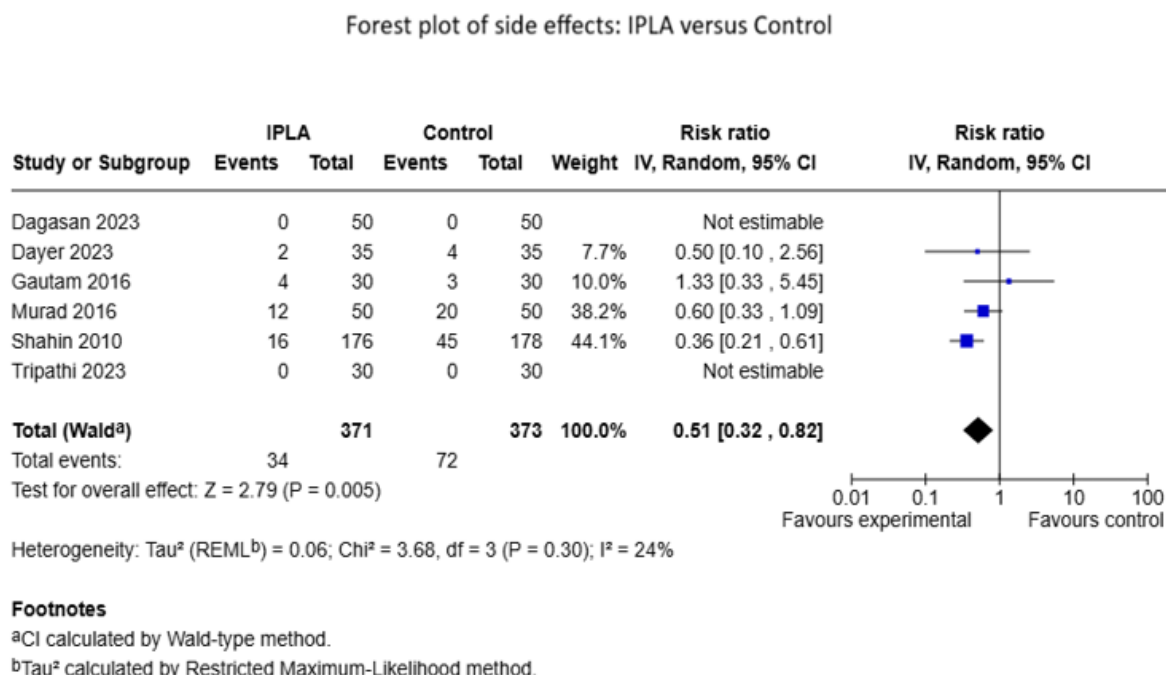 Forest plot of side effects: IPLA versus Control
IPLA Control Risk ratio Risk ratio
Study or Subgroup Events Total Events Total Weight IV, Random, 95% CI IV, Random, 95% CI
Dagasan 2023 0 50 0 50 Not estimable
Dayer 2023 2 35 4 35 7.7% 0.50 [0.10 , 2.56]
Gautam 2016 4 30 3 30 10.0% 1.33 [0.33 , 5.45]
Murad 2016 12 50 20 50 38.2% 0.60 [0.33 , 1.09]
Shahin 2010 16 176 45 178 44.1% 0.36 [0.21 , 0.61]
Tripathi 2023 0 30 0 30 Not estimable
Total (Waldᵃ) 371 373 100.0% 0.51 [0.32 , 0.82]
Total events: 34 72
Test for overall effect: Z = 2.79 (P = 0.005)
0.01 0.1 1 10 100
Favours experimental Favours control
Heterogeneity: Tau² (REMLᵇ) = 0.06; Chi² = 3.68, df = 3 (P = 0.30); I² = 24%
Footnotes
ᵃCI calculated by Wald-type method.
ᵇTau² calculated by Restricted Maximum-Likelihood method.